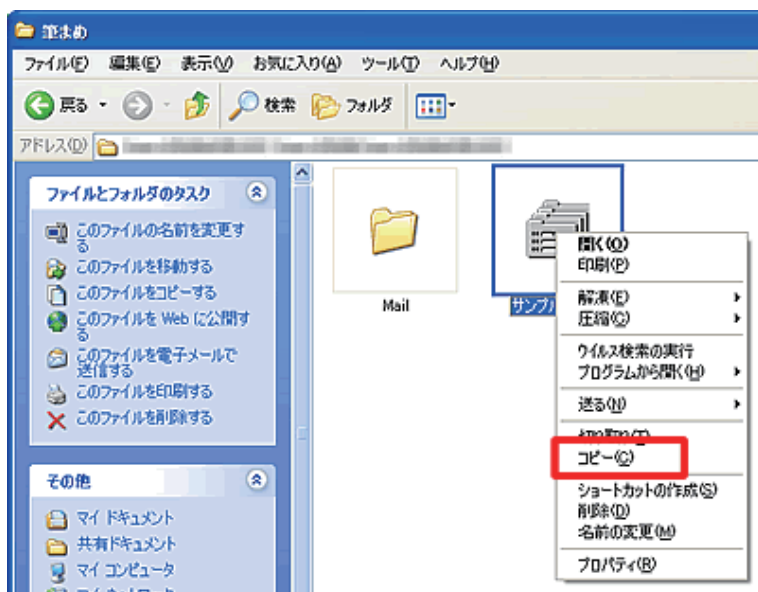 筆まめ
ファイル(F) 編集(E) 表示(V) お気に入り(A) ツール(T) ヘルプ(H)
戻る 検索 フォルダ
アドレス(D)
ファイルとフォルダのタスク
このファイルの名前を変更す
る
このファイルを移動する
このファイルをコピーする
このファイルを Web に公開す
る
このファイルを電子メールで
送信する
このファイルを印刷する
このファイルを削除する
その他
マイ ドキュメント
共有ドキュメント
マイ コンピュータ
Mail
サンプル
開く(O)
印刷(P)
解凍(E)
圧縮(C)
ウイルス検索の実行
プログラムから開く(H)
送る(N)
切り取り(T)
コピー(C)
ショートカットの作成(S)
削除(D)
名前の変更(M)
プロパティ(R)